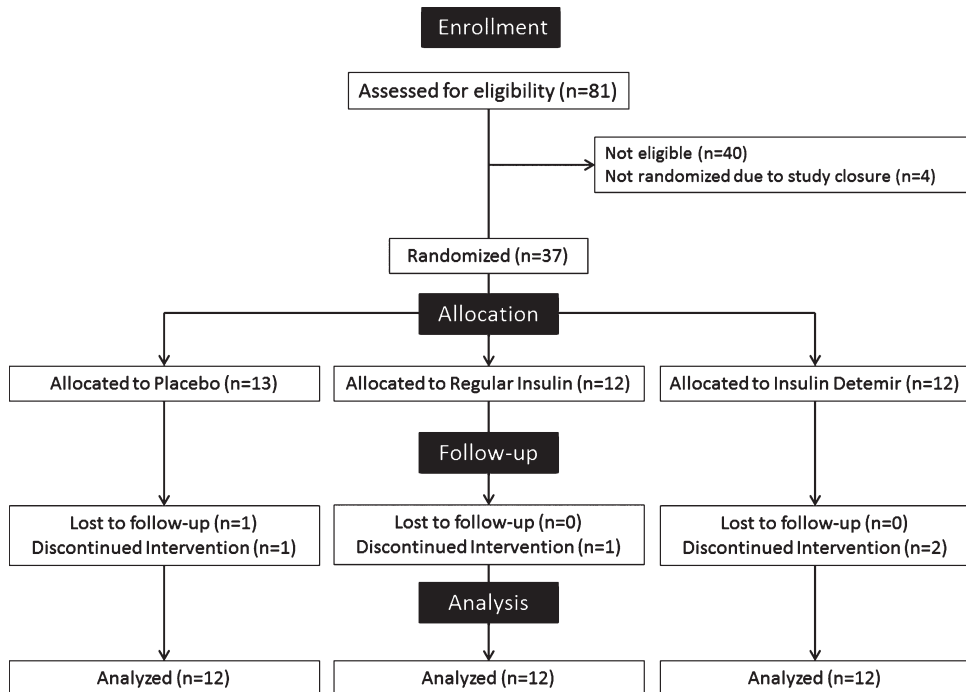 Enrollment
Assessed for eligibility (n=81)
Not eligible (n=40)
Not randomized due to study closure (n=4)
Randomized (n=37)
Allocation
Allocated to Placebo (n=13)
Allocated to Regular Insulin (n=12)
Allocated to Insulin Detemir (n=12)
Follow-up
Lost to follow-up (n=1)
Discontinued Intervention (n=1)
Lost to follow-up (n=0)
Discontinued Intervention (n=1)
Lost to follow-up (n=0)
Discontinued Intervention (n=2)
Analysis
Analyzed (n=12)
Analyzed (n=12)
Analyzed (n=12)